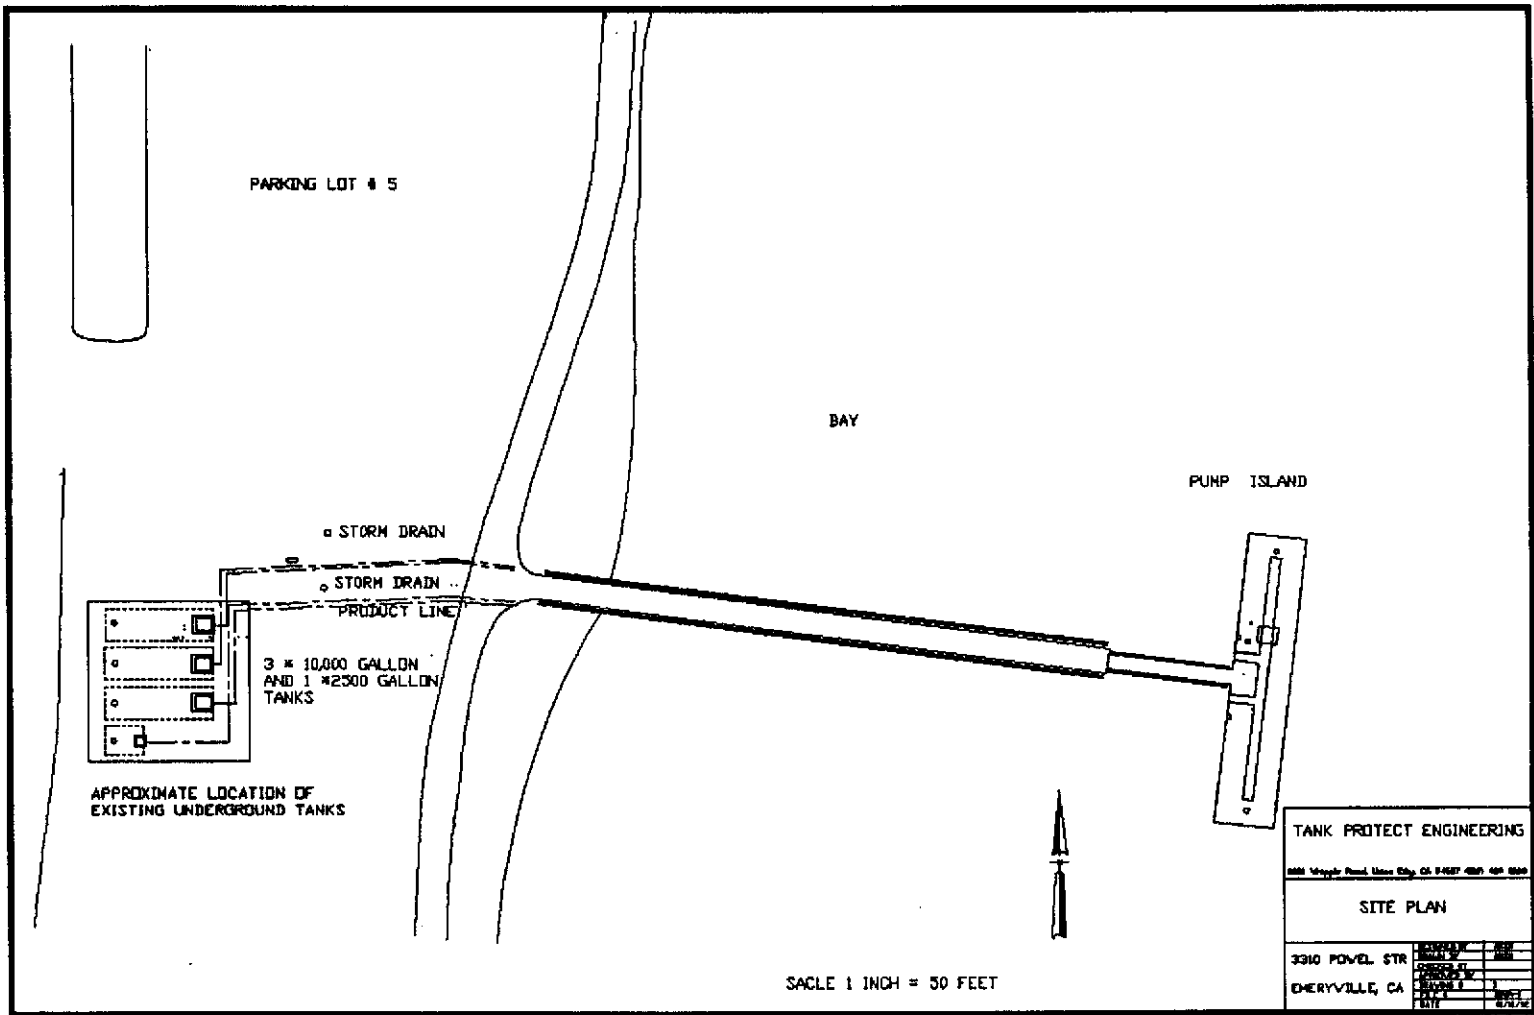 PARKING LOT # 5
BAY
PUMP ISLAND
STORM DRAIN
STORM DRAIN
PRODUCT LINE
3 * 10,000 GALLON
AND 1 *2500 GALLON
TANKS
APPROXIMATE LOCATION OF
EXISTING UNDERGROUND TANKS
SACLE 1 INCH = 50 FEET
TANK PROTECT ENGINEERING
SITE PLAN
3310 POWEL STR
EMERYVILLE, CA
DATE